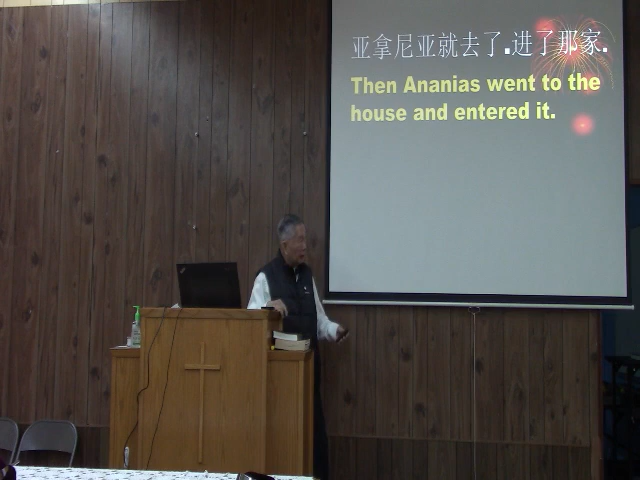 亚拿尼亚就去了.进了那家.
Then Ananias went to the
house and entered it.